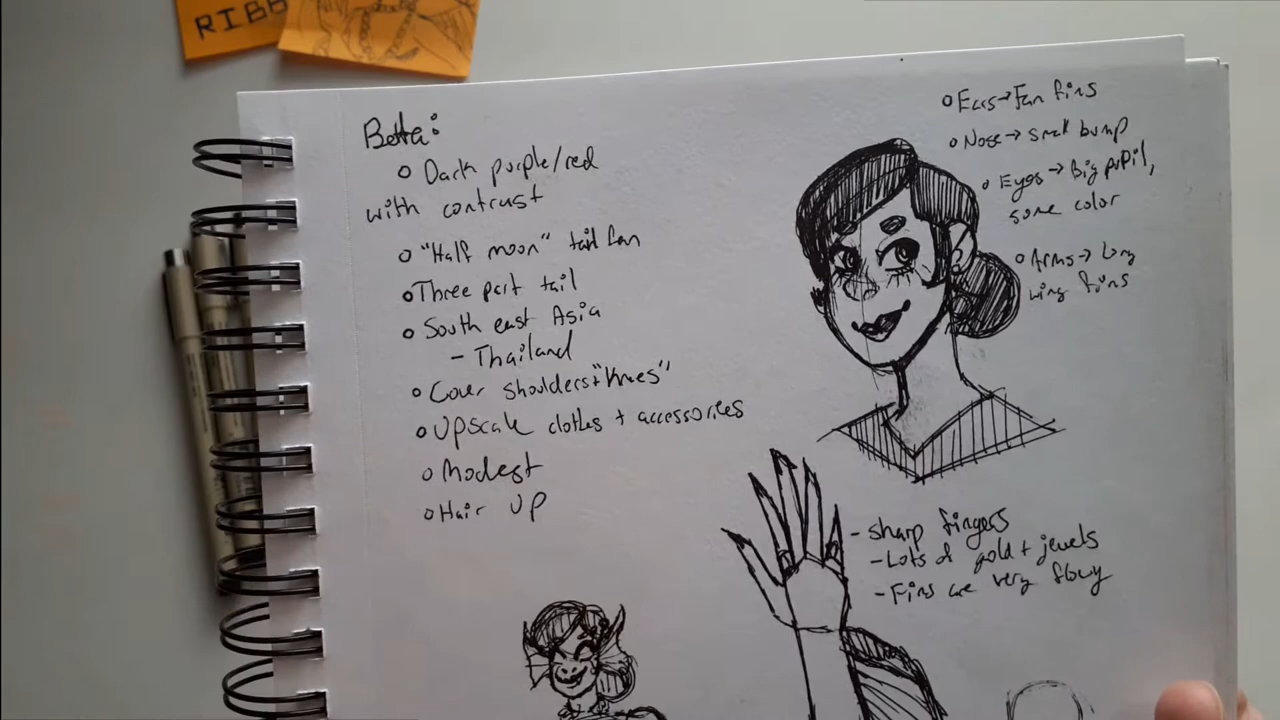 RIBB
Betta:
Dark purple/red
with contrast
"Half moon" tail fan
Three part tail
South east Asia
- Thailand
Cover shoulders + "Knees"
Upscale clothes + accessories
Modest
Hair UP
Ears→Fan fins
Nose→ small bump
Eyes→ Big pupil,
some color
Arms→ Long
wing fins
- sharp fingers
- Lots of gold + jewels
- Fins are very flowy